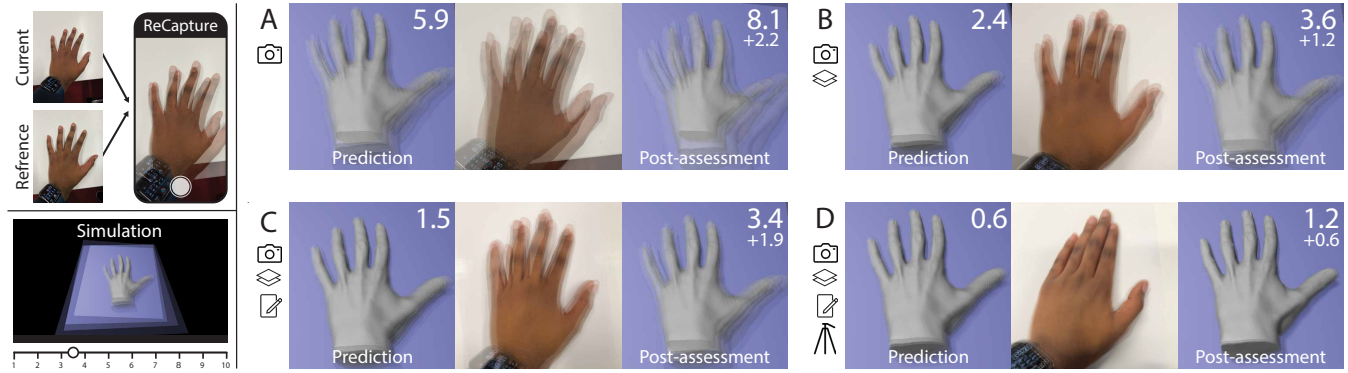 Current
Refrence
ReCapture
Simulation
1 2 3 4 5 6 7 8 9 10
A
5.9
Prediction
8.1
+2.2
Post-assessment
B
2.4
Prediction
3.6
+1.2
Post-assessment
C
1.5
Prediction
3.4
+1.9
Post-assessment
D
0.6
Prediction
1.2
+0.6
Post-assessment